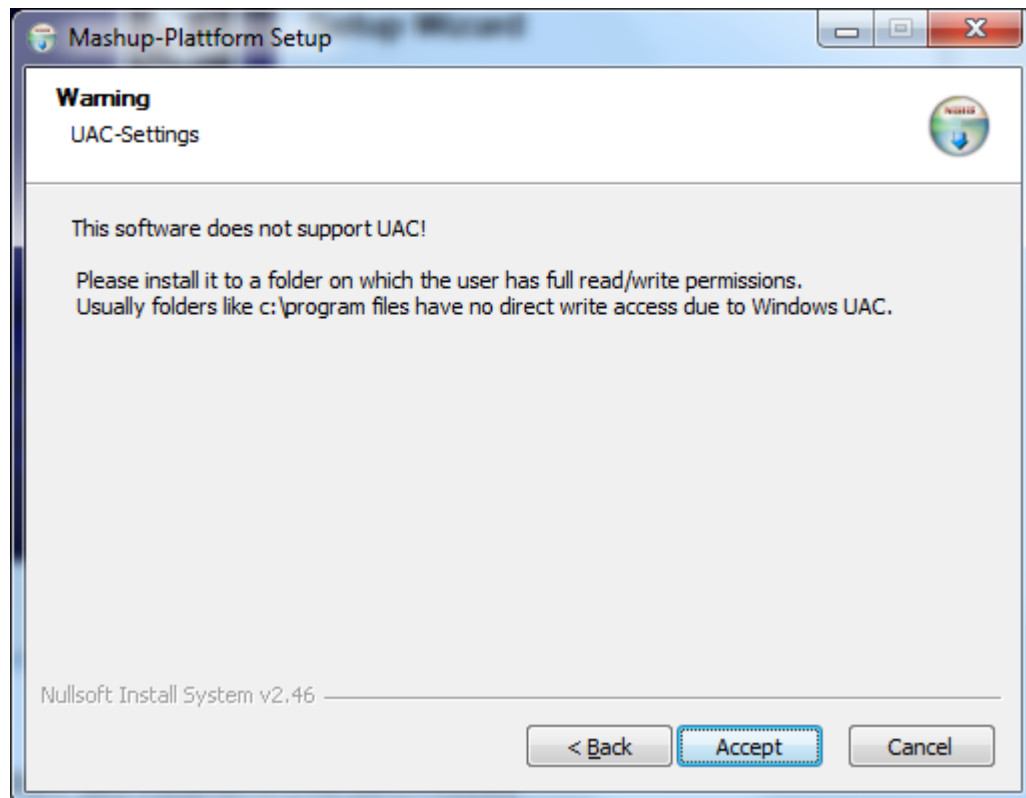 Mashup-Plattform Setup
Warning
UAC-Settings
This software does not support UAC!
Please install it to a folder on which the user has full read/write permissions.
Usually folders like c:\program files have no direct write access due to Windows UAC.
Nullsoft Install System v2.46
< Back
Accept
Cancel